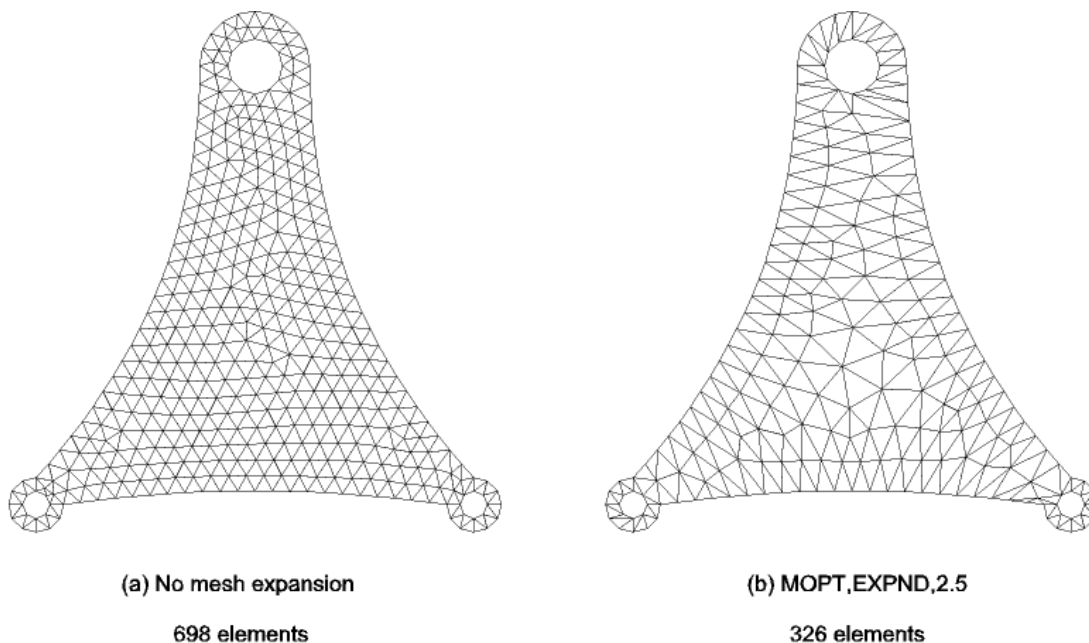 (a) No mesh expansion
698 elements
(b) MOPT,EXPND,2.5
326 elements